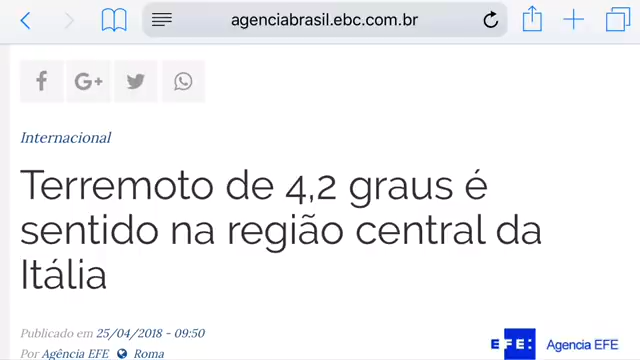 agenciabrasil.ebc.com.br
f G+
Internacional
Terremoto de 4,2 graus é
sentido na região central da
Itália
Publicado em 25/04/2018 - 09:50
Por Agência EFE Roma
EFE: Agencia EFE